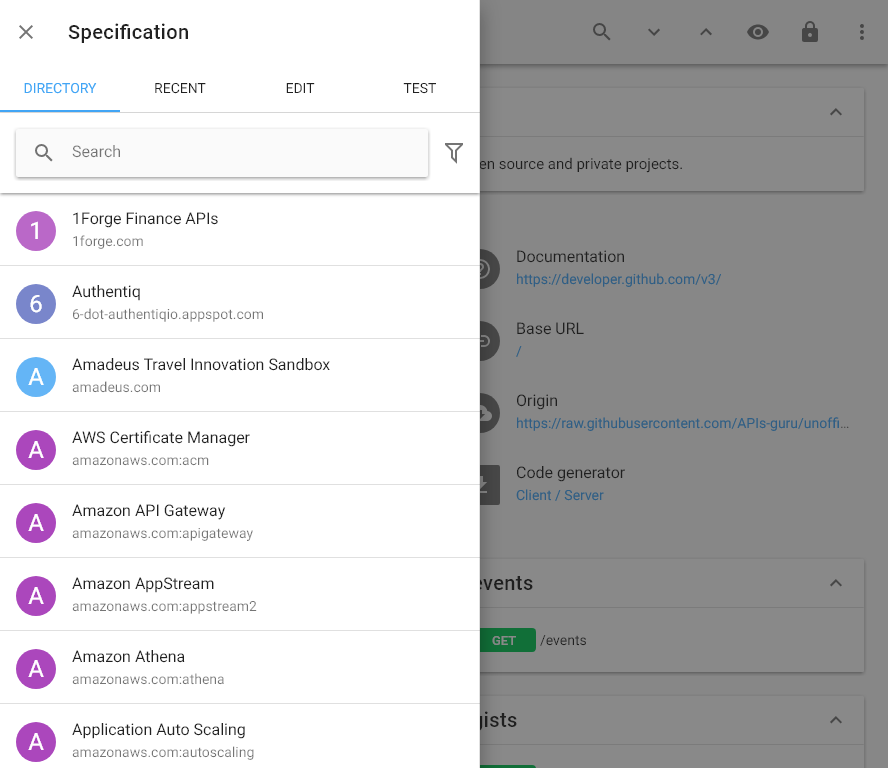 Specification
DIRECTORY
RECENT
EDIT
TEST
Search
1
1Forge Finance APIs
1forge.com
6
Authentiq
6-dot-authentiqio.appspot.com
A
Amadeus Travel Innovation Sandbox
amadeus.com
A
AWS Certificate Manager
amazonaws.com:acm
A
Amazon API Gateway
amazonaws.com:apigateway
A
Amazon AppStream
amazonaws.com:appstream2
A
Amazon Athena
amazonaws.com:athena
A
Application Auto Scaling
amazonaws.com:autoscaling
en source and private projects.
Documentation
https://developer.github.com/v3/
Base URL
/
Origin
https://raw.githubusercontent.com/APIs-guru/unoffi...
Code generator
Client / Server
events
GET /events
gists